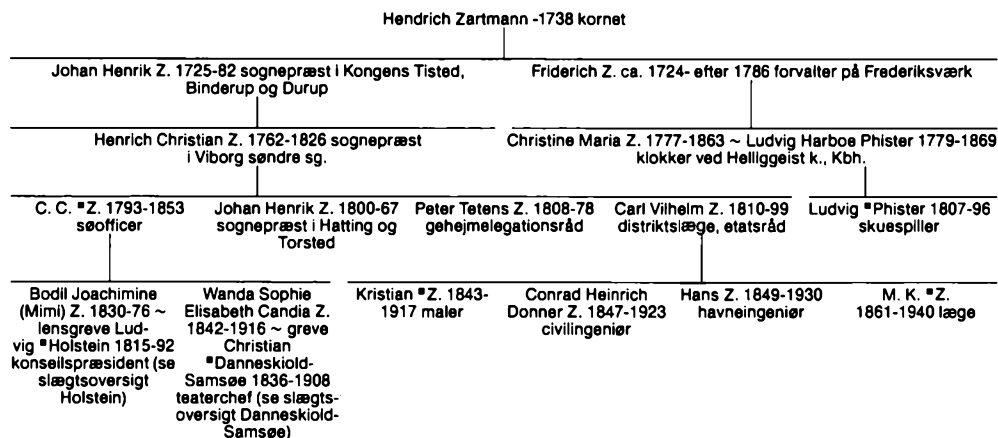 Hendrich Zartmann -1738 kornet
Johan Henrik Z. 1725-82 sognepræst i Kongens Tisted,
Binderup og Durup
Friderich Z. ca. 1724- efter 1786 forvalter på Frederiksværk
Henrich Christian Z. 1762-1826 sognepræst
i Viborg søndre sg.
Christine Maria Z. 1777-1863 ~ Ludvig Harboe Phister 1779-1869
klokker ved Helliggeist k., Kbh.
C. C. ■Z. 1793-1853
søofficer
Johan Henrik Z. 1800-67
sognepræst i Hatting og
Torsted
Peter Tetens Z. 1808-78
gehejmelegationsråd
Carl Vilhelm Z. 1810-99
distriktslæge, etatsråd
Ludvig ■Phister 1807-96
skuespiller
Bodil Joachimine
(Mimi) Z. 1830-76 ~
lensgreve Lud-
vig ■Holstein 1815-92
konseilspræsident (se
slægtsoversigt
Holstein)
Wanda Sophie
Elisabeth Candia Z.
1842-1916 ~ greve
Christian
■Danneskiold-
Samsøe 1836-1908
teaterchef (se slægts-
oversigt Danneskiold-
Samsøe)
Kristian ■Z. 1843-
1917 maler
Conrad Heinrich
Donner Z. 1847-1923
civilingeniør
Hans Z. 1849-1930
havneingeniør
M. K. ■Z.
1861-1940 læge